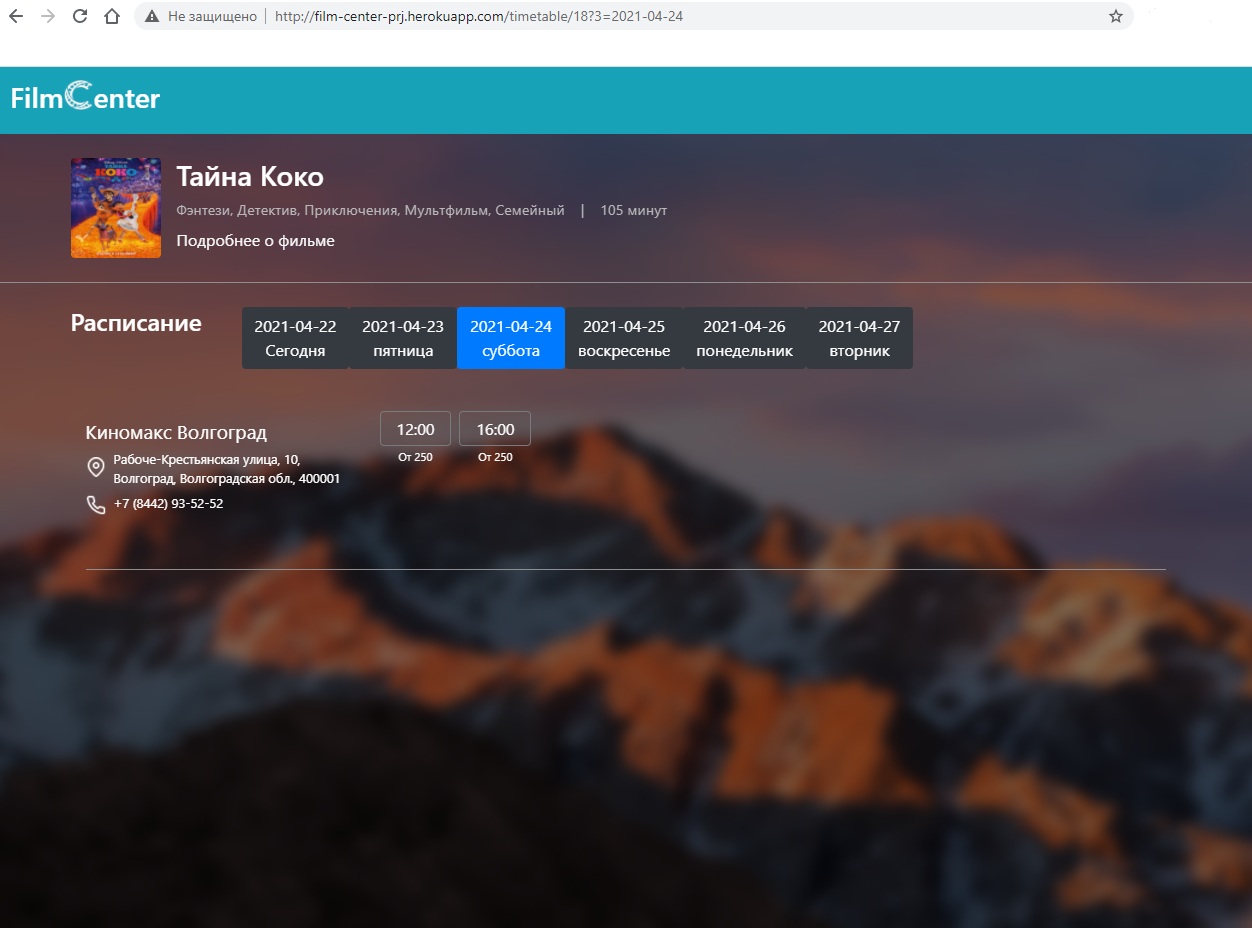 Не защищено
http://film-center-prj.herokuapp.com/timetable/18?3=2021-04-24
FilmCenter
ТАЙНА
КОКО
Тайна Коко
Фэнтези, Детектив, Приключения, Мультфильм, Семейный | 105 минут
Подробнее о фильме
Расписание
2021-04-22
Сегодня
2021-04-23
пятница
2021-04-24
суббота
2021-04-25
воскресенье
2021-04-26
понедельник
2021-04-27
вторник
Киномакс Волгоград
Рабоче-Крестьянская улица, 10,
Волгоград, Волгоградская обл., 400001
+7 (8442) 93-52-52
12:00
От 250
16:00
От 250